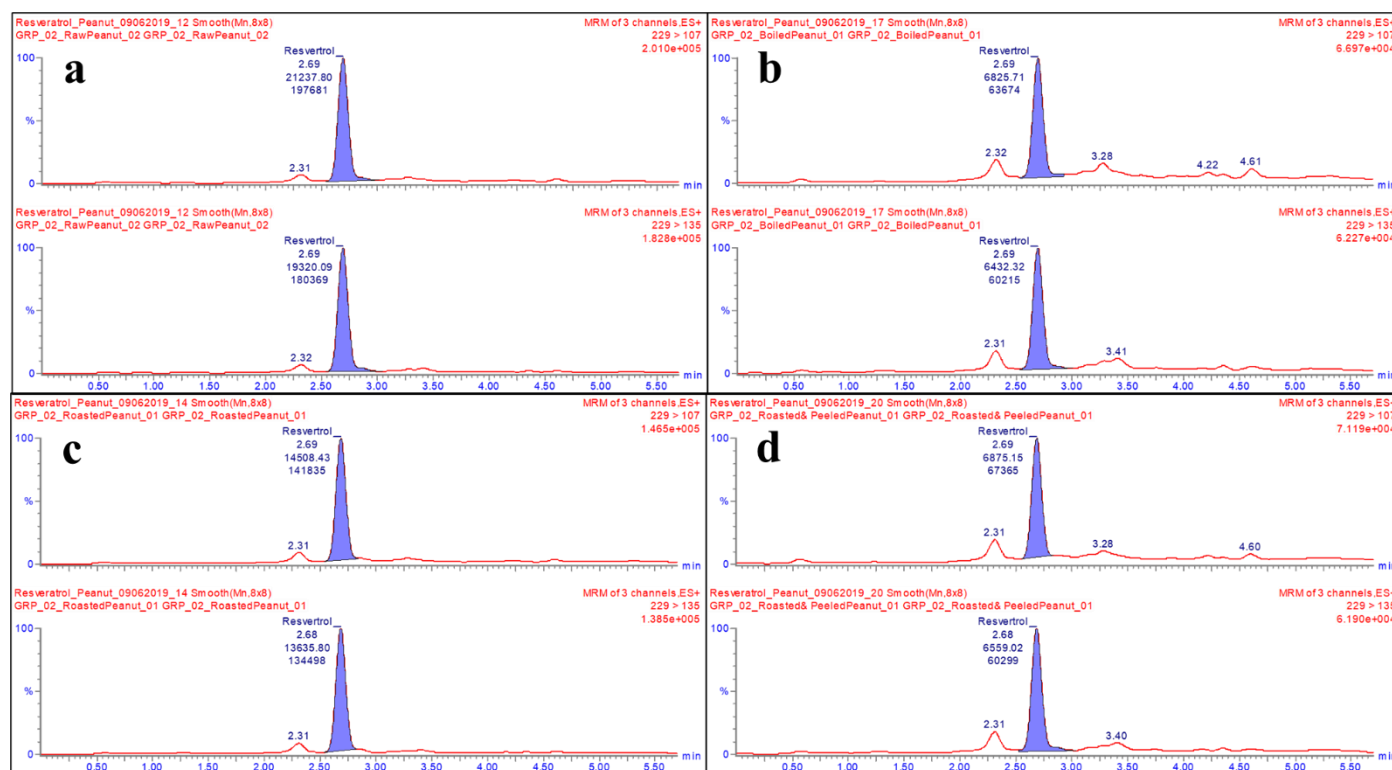 Resveratrol_Peanut_09062019_12 Smooth(Mn,8x8)
MRM of 3 channels,ES+
GRP_02_RawPeanut_02 GRP_02_RawPeanut_02
229 > 107
2.010e+005
a
Resvertrol
2.69
21237.80
197681
100
%
0
2.31
min
Resveratrol_Peanut_09062019_12 Smooth(Mn,8x8)
MRM of 3 channels,ES+
GRP_02_RawPeanut_02 GRP_02_RawPeanut_02
229 > 135
1.828e+005
Resvertrol
2.69
19320.09
180369
100
%
0
2.32
min
0.50 1.00 1.50 2.00 2.50 3.00 3.50 4.00 4.50 5.00 5.50
Resveratrol_Peanut_09062019_17 Smooth(Mn,8x8)
MRM of 3 channels,ES+
GRP_02_BoiledPeanut_01 GRP_02_BoiledPeanut_01
229 > 107
6.697e+004
b
Resvertrol
2.69
6825.71
63674
100
%
0
2.32
3.28
4.22
4.61
min
Resveratrol_Peanut_09062019_17 Smooth(Mn,8x8)
MRM of 3 channels,ES+
GRP_02_BoiledPeanut_01 GRP_02_BoiledPeanut_01
229 > 135
6.227e+004
Resvertrol
2.69
6432.32
60215
100
%
0
2.31
3.41
min
0.50 1.00 1.50 2.00 2.50 3.00 3.50 4.00 4.50 5.00 5.50
Resveratrol_Peanut_09062019_14 Smooth(Mn,8x8)
MRM of 3 channels,ES+
GRP_02_RoastedPeanut_01 GRP_02_RoastedPeanut_01
229 > 107
1.465e+005
c
Resvertrol
2.69
14508.43
141835
100
%
0
2.31
min
Resveratrol_Peanut_09062019_14 Smooth(Mn,8x8)
MRM of 3 channels,ES+
GRP_02_RoastedPeanut_01 GRP_02_RoastedPeanut_01
229 > 135
1.385e+005
Resvertrol
2.68
13635.80
134498
100
%
0
2.31
min
0.50 1.00 1.50 2.00 2.50 3.00 3.50 4.00 4.50 5.00 5.50
Resveratrol_Peanut_09062019_20 Smooth(Mn,8x8)
MRM of 3 channels,ES+
GRP_02_Roasted& PeeledPeanut_01 GRP_02_Roasted& PeeledPeanut_01
229 > 107
7.119e+004
d
Resvertrol
2.69
6875.15
67365
100
%
0
2.31
3.28
4.60
min
Resveratrol_Peanut_09062019_20 Smooth(Mn,8x8)
MRM of 3 channels,ES+
GRP_02_Roasted& PeeledPeanut_01 GRP_02_Roasted& PeeledPeanut_01
229 > 135
6.190e+004
Resvertrol
2.68
6559.02
60299
100
%
0
2.31
3.40
min
0.50 1.00 1.50 2.00 2.50 3.00 3.50 4.00 4.50 5.00 5.50